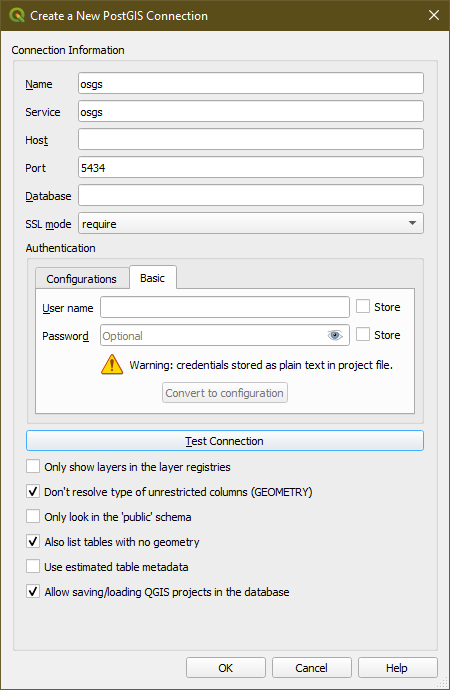 Create a New PostGIS Connection
Connection Information
Name osgs
Service osgs
Host
Port 5434
Database
SSL mode require
Authentication
Configurations Basic
User name Store
Password Optional Store
Warning: credentials stored as plain text in project file.
Convert to configuration
Test Connection
Only show layers in the layer registries
Don't resolve type of unrestricted columns (GEOMETRY)
Only look in the 'public' schema
Also list tables with no geometry
Use estimated table metadata
Allow saving/loading QGIS projects in the database
OK Cancel Help